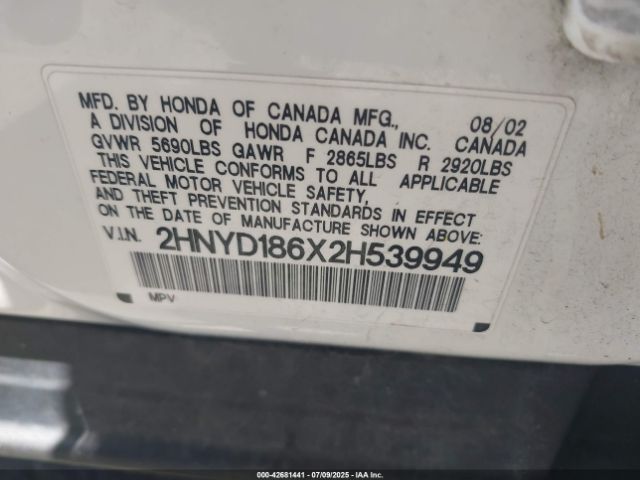 MFD. BY HONDA OF CANADA MFG., 08/02
A DIVISION OF HONDA CANADA INC. CANADA
GVWR 5690LBS GAWR F 2865LBS R 2920LBS
THIS VEHICLE CONFORMS TO ALL APPLICABLE
FEDERAL MOTOR VEHICLE SAFETY,
AND THEFT PREVENTION STANDARDS IN EFFECT
ON THE DATE OF MANUFACTURE SHOWN ABOVE:
V.I.N. 2HNYD186X2H539949
MPV
000-42681441 - 07/09/2025 - IAA Inc.